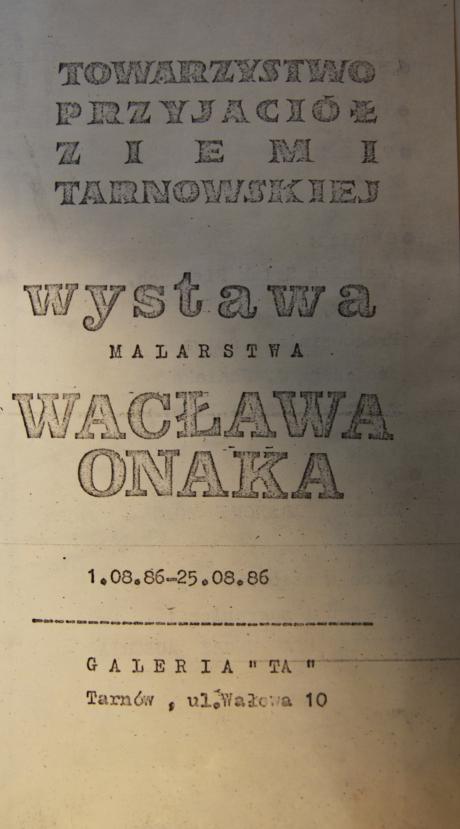 TOWARZYSTWO
PRZYJACIÓŁ
ZIEMI
TARNOWSKIEJ
wystawa
MALARSTWA
WACŁAWA
ONAKA
1.08.86-25.08.86
GALERIA "TA"
Tarnów, ul.Wałowa 10